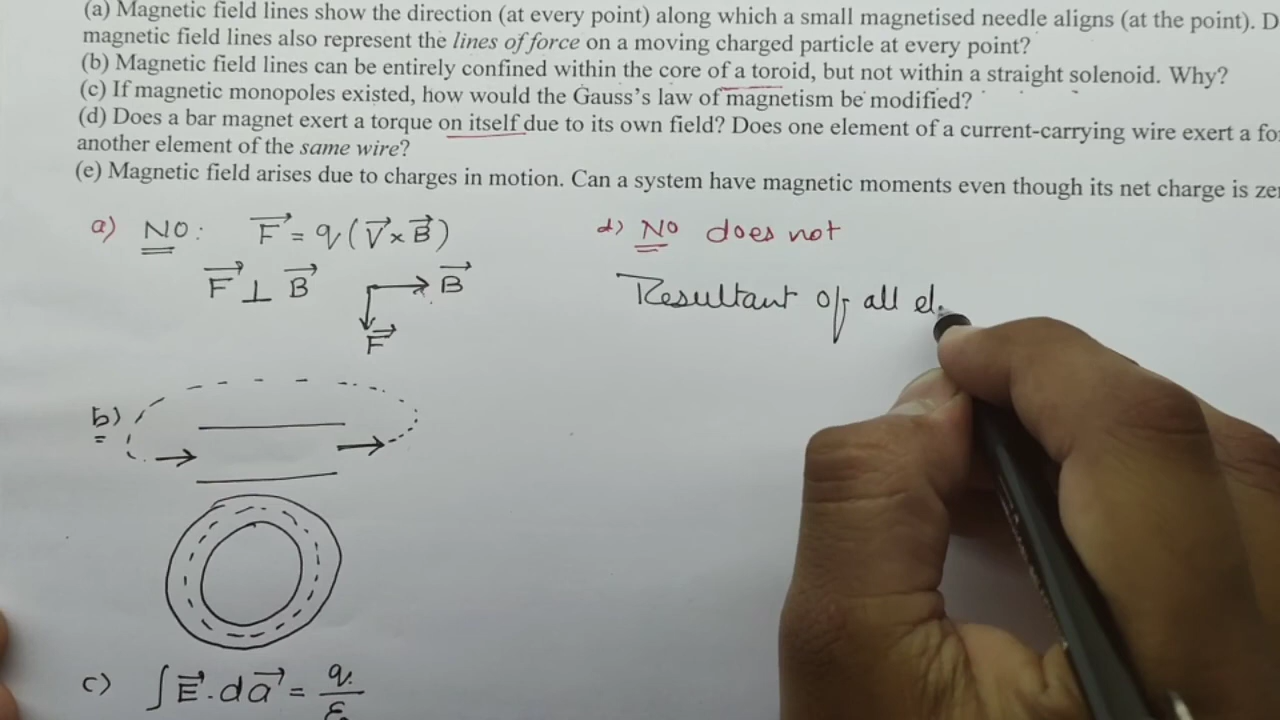 (a) Magnetic field lines show the direction (at every point) along which a small magnetised needle aligns (at the point). D
magnetic field lines also represent the lines of force on a moving charged particle at every point?
(b) Magnetic field lines can be entirely confined within the core of a toroid, but not within a straight solenoid. Why?
(c) If magnetic monopoles existed, how would the Gauss's law of magnetism be modified?
(d) Does a bar magnet exert a torque on itself due to its own field? Does one element of a current-carrying wire exert a fo
another element of the same wire?
(e) Magnetic field arises due to charges in motion. Can a system have magnetic moments even though its net charge is ze
a) NO: F⃗ = q (V⃗ × B⃗)
F⃗ ⊥ B⃗
B⃗
F⃗
b)
c) ∫ E⃗ . da⃗ = q/ε
d) NO does not
Resultant of all el